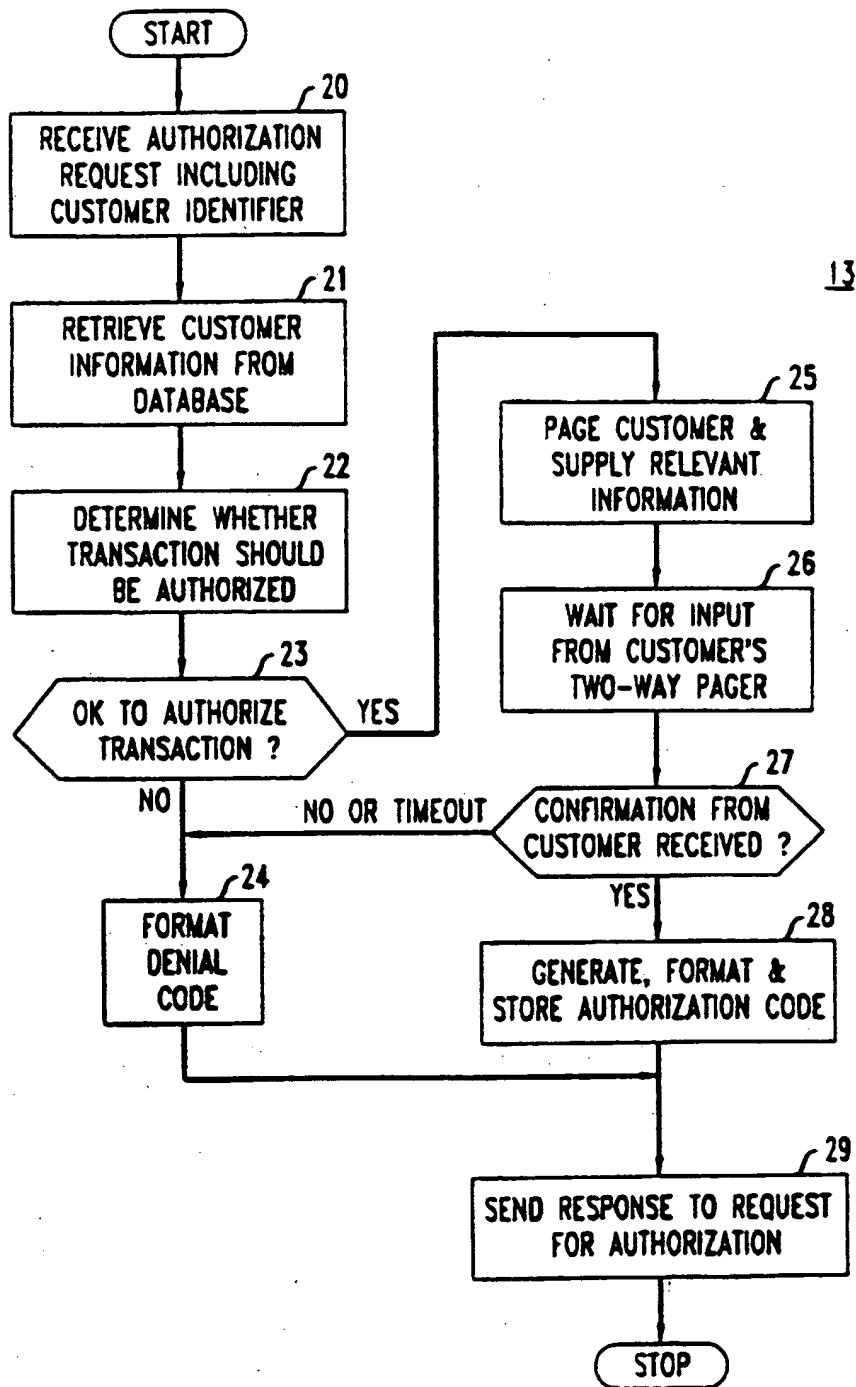 START
20
RECEIVE AUTHORIZATION
REQUEST INCLUDING
CUSTOMER IDENTIFIER
21
RETRIEVE CUSTOMER
INFORMATION FROM
DATABASE
22
DETERMINE WHETHER
TRANSACTION SHOULD
BE AUTHORIZED
23
OK TO AUTHORIZE
TRANSACTION ?
YES
NO
24
FORMAT
DENIAL
CODE
13
25
PAGE CUSTOMER &
SUPPLY RELEVANT
INFORMATION
26
WAIT FOR INPUT
FROM CUSTOMER'S
TWO-WAY PAGER
27
CONFIRMATION FROM
CUSTOMER RECEIVED ?
NO OR TIMEOUT
YES
28
GENERATE, FORMAT &
STORE AUTHORIZATION CODE
29
SEND RESPONSE TO REQUEST
FOR AUTHORIZATION
STOP